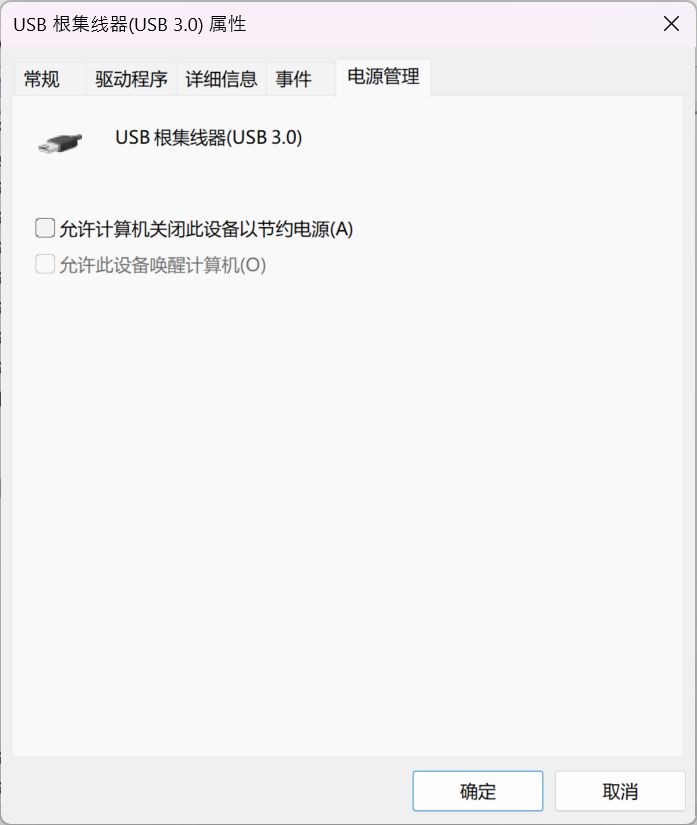 USB 根集线器(USB 3.0) 属性
常规 驱动程序 详细信息 事件 电源管理
USB 根集线器(USB 3.0)
允许计算机关闭此设备以节约电源(A)
允许此设备唤醒计算机(O)
确定 取消